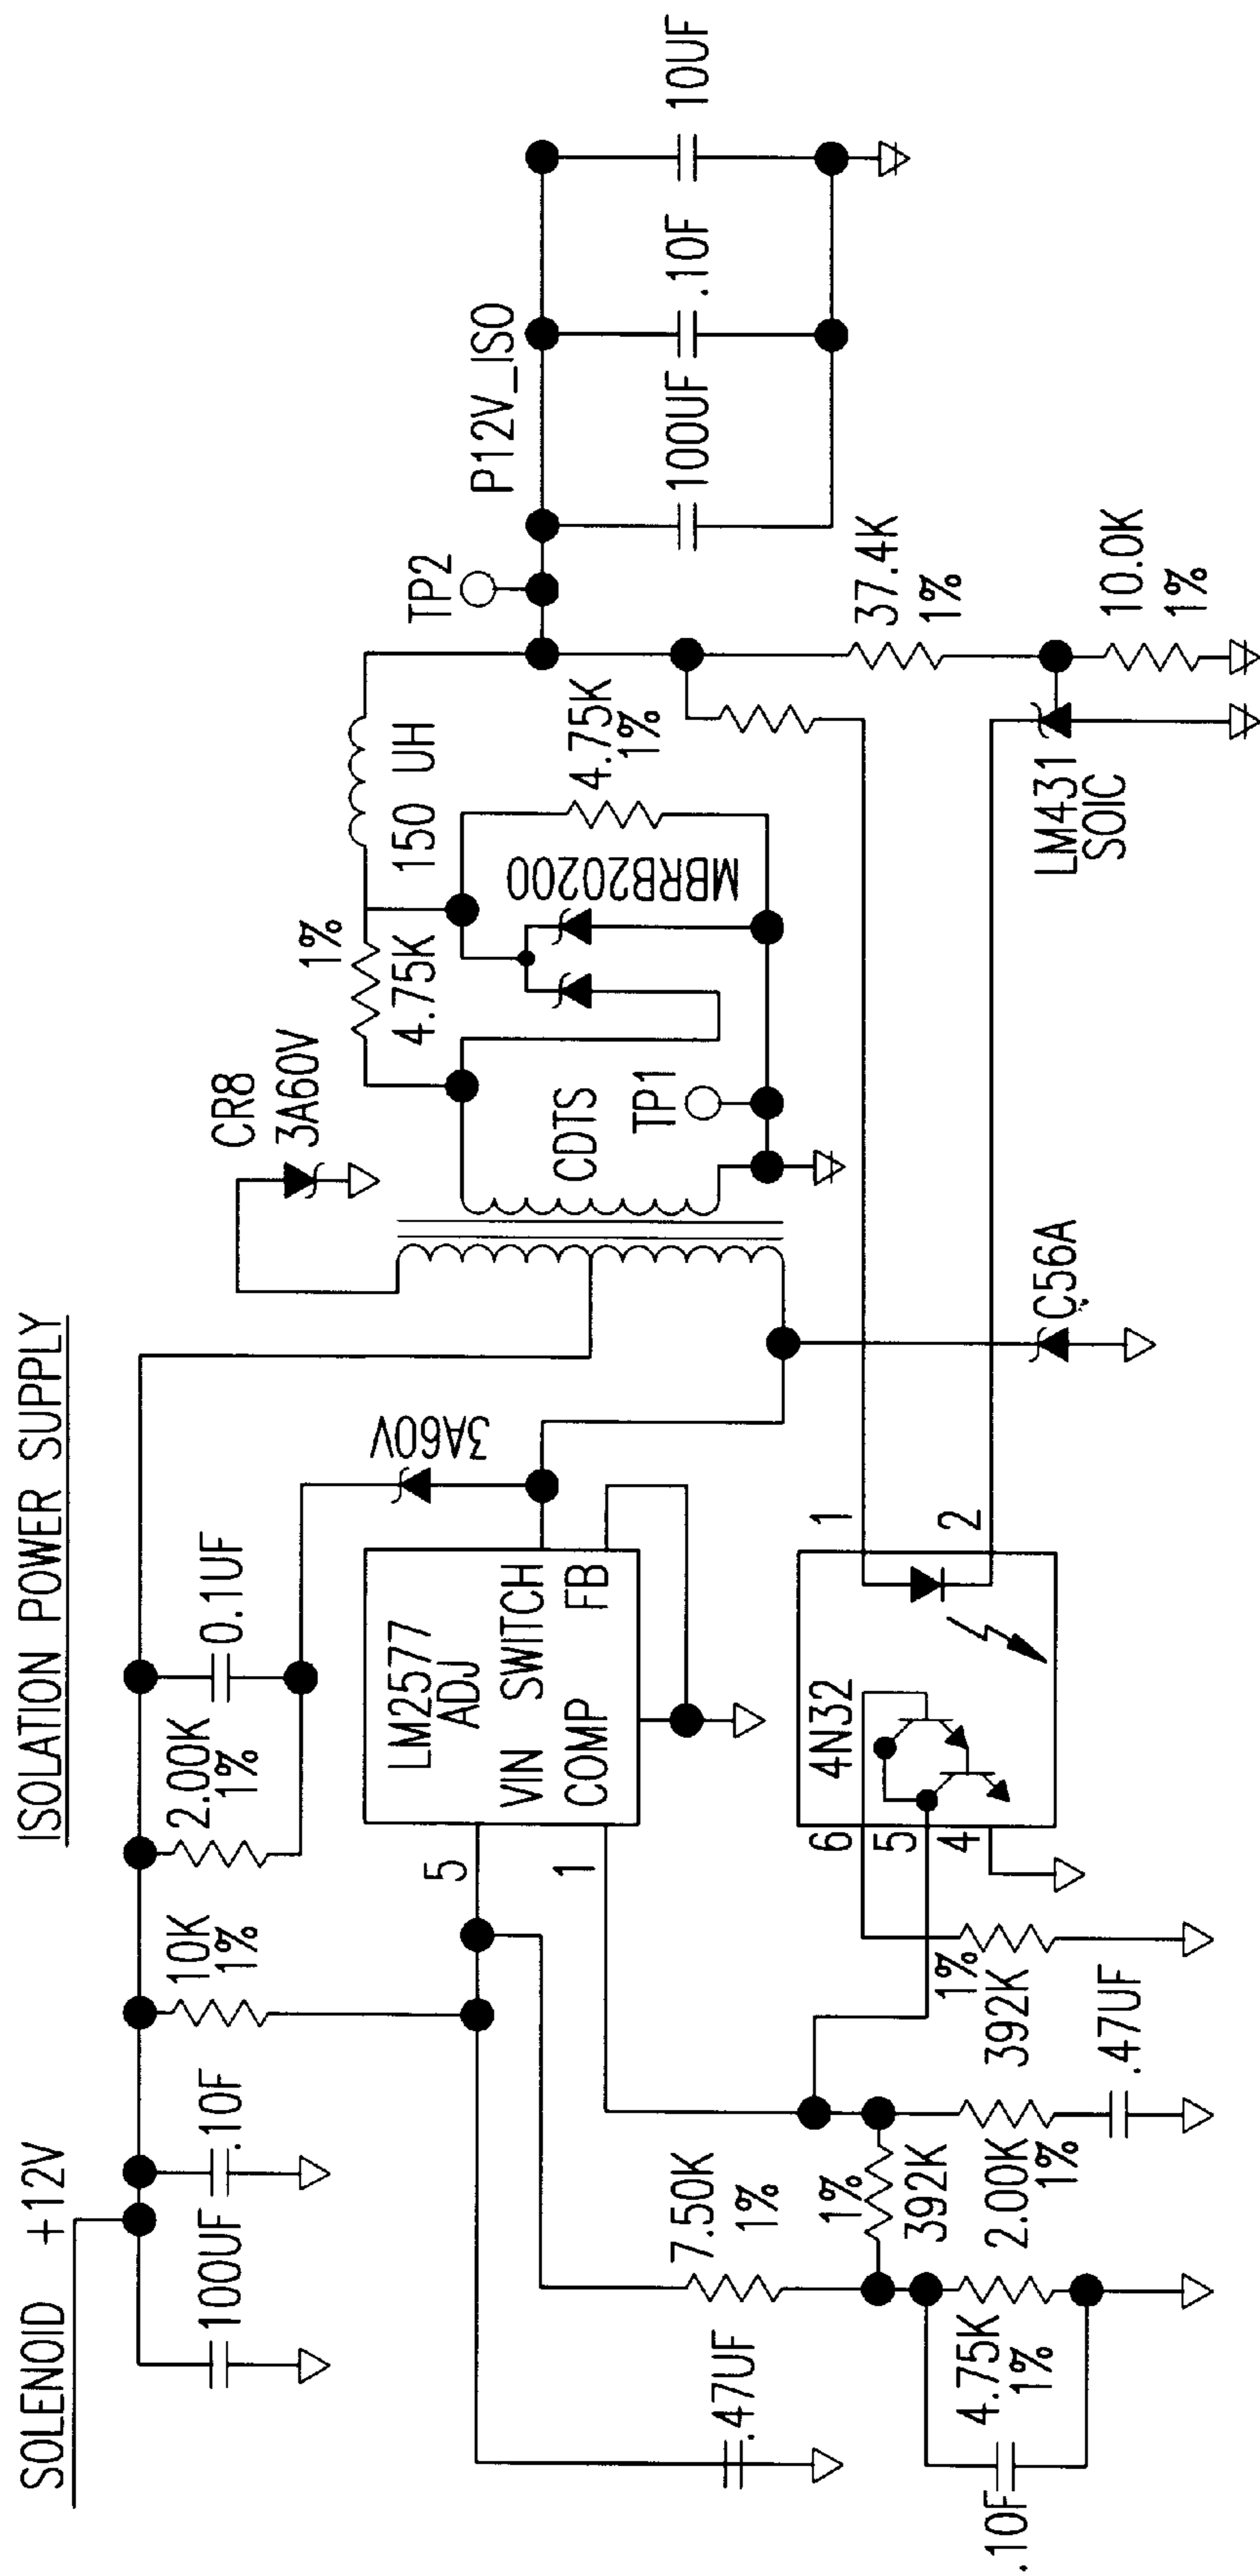 ISOLATION POWER SUPPLY
SOLENOID +12V
100UF
.10F
10K
1%
2.00K
1%
0.1UF
3A60V
CR8
3A60V
1%
4.75K
150 UH
TP2
P12V_ISO
100UF
.10F
10UF
LM2577
ADJ
VIN SWITCH
COMP FB
5
1
CDTS
TP1
MBRB20200
4.75K
1%
37.4K
1%
10.0K
1%
LM431
SOIC
C56A
4N32
6
5
4
1
2
1%
392K
.47UF
7.50K
1%
1%
392K
2.00K
1%
.47UF
4.75K
1%
.10F